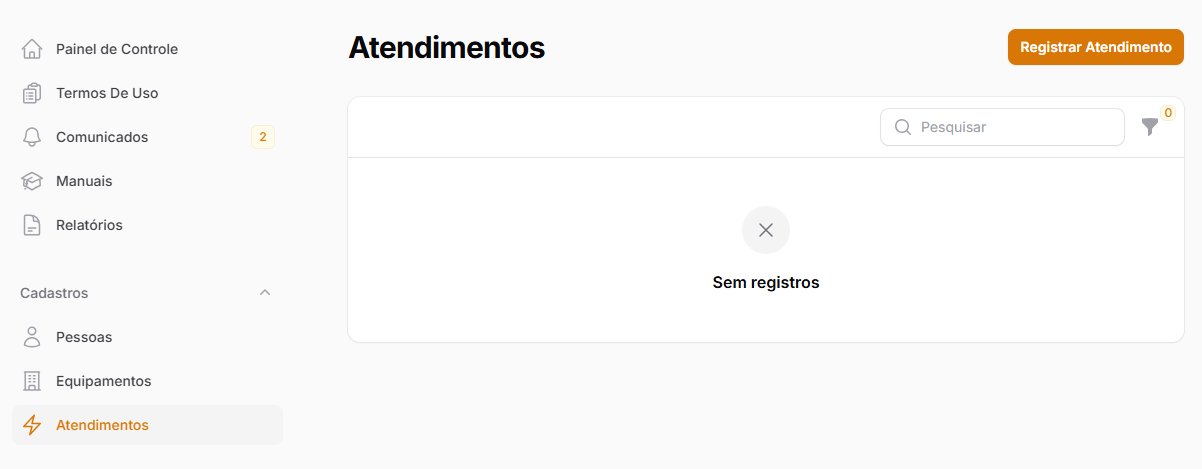 Painel de Controle
Termos De Uso
Comunicados 2
Manuais
Relatórios
Cadastros
Pessoas
Equipamentos
Atendimentos
Atendimentos
Registrar Atendimento
Pesquisar
0
Sem registros